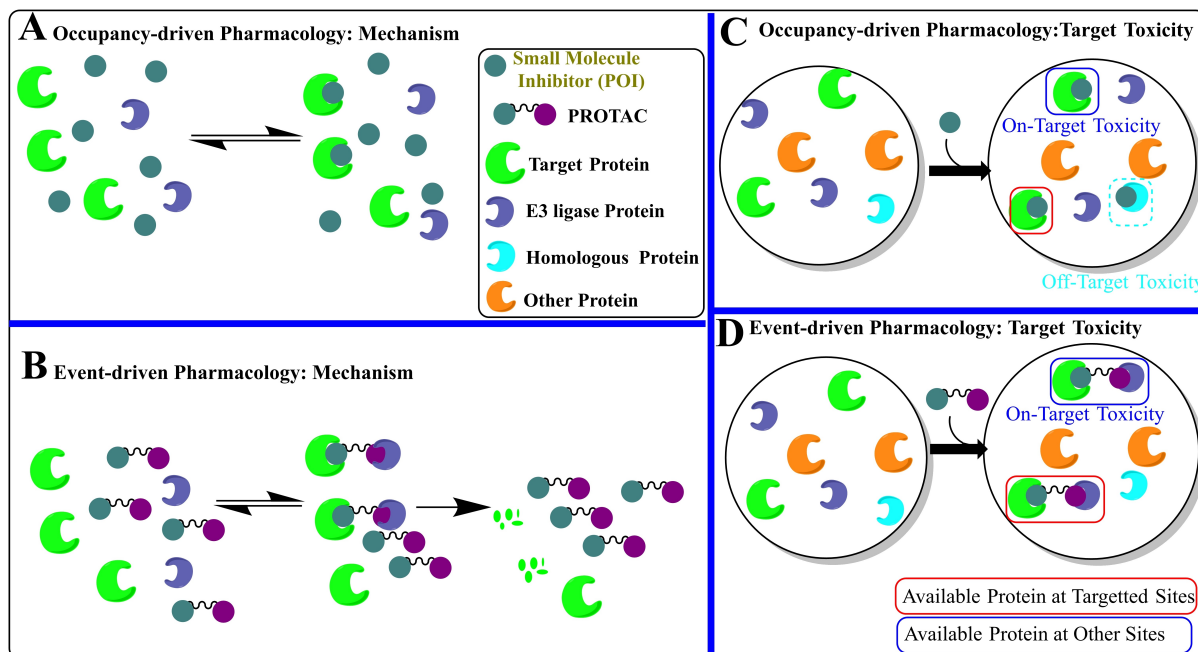 A Occupancy-driven Pharmacology: Mechanism
Small Molecule
Inhibitor (POI)
PROTAC
Target Protein
E3 ligase Protein
Homologous Protein
Other Protein
B Event-driven Pharmacology: Mechanism
C Occupancy-driven Pharmacology:Target Toxicity
On-Target Toxicity
Off-Target Toxicity
D Event-driven Pharmacology: Target Toxicity
On-Target Toxicity
Available Protein at Targetted Sites
Available Protein at Other Sites